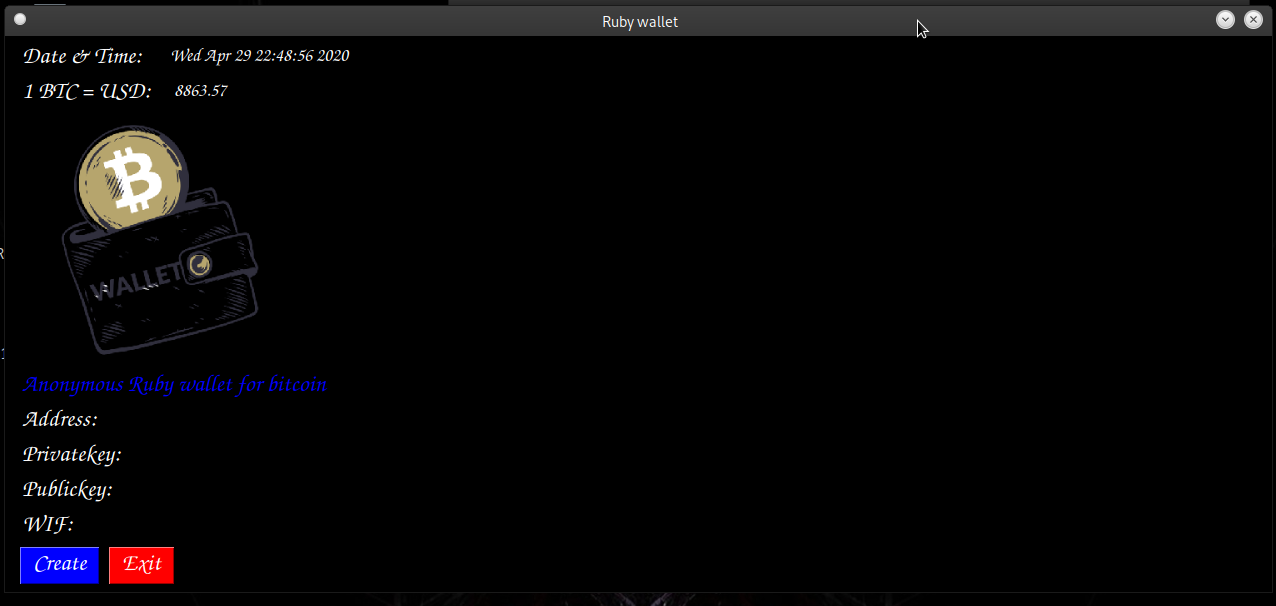 Ruby wallet
Date & Time: Wed Apr 29 22:48:56 2020
1 BTC = USD: 8863.57
WALLET
Anonymous Ruby wallet for bitcoin
Address:
Privatekey:
Publickey:
WIF:
Create Exit